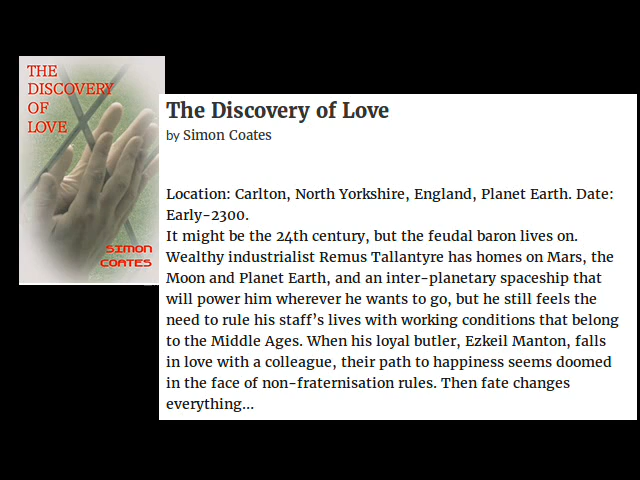 THE
DISCOVERY
OF
LOVE
SIMON
COATES
The Discovery of Love
by Simon Coates
Location: Carlton, North Yorkshire, England, Planet Earth. Date:
Early-2300.
It might be the 24th century, but the feudal baron lives on.
Wealthy industrialist Remus Tallantyre has homes on Mars, the
Moon and Planet Earth, and an inter-planetary spaceship that
will power him wherever he wants to go, but he still feels the
need to rule his staff’s lives with working conditions that belong
to the Middle Ages. When his loyal butler, Ezkeil Manton, falls
in love with a colleague, their path to happiness seems doomed
in the face of non-fraternisation rules. Then fate changes
everything...